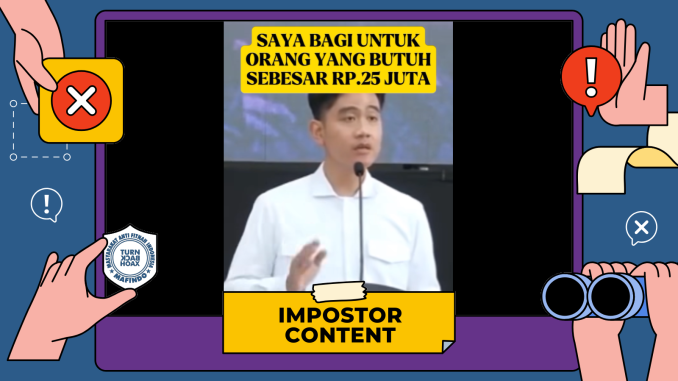 SAYA BAGI UNTUK
ORANG YANG BUTUH
SEBESAR RP.25 JUTA
MASYARAKAT ANTI FITNAH INDONESIA
TURN
BACK
HOAX
MAFINDO
IMPOSTOR
CONTENT